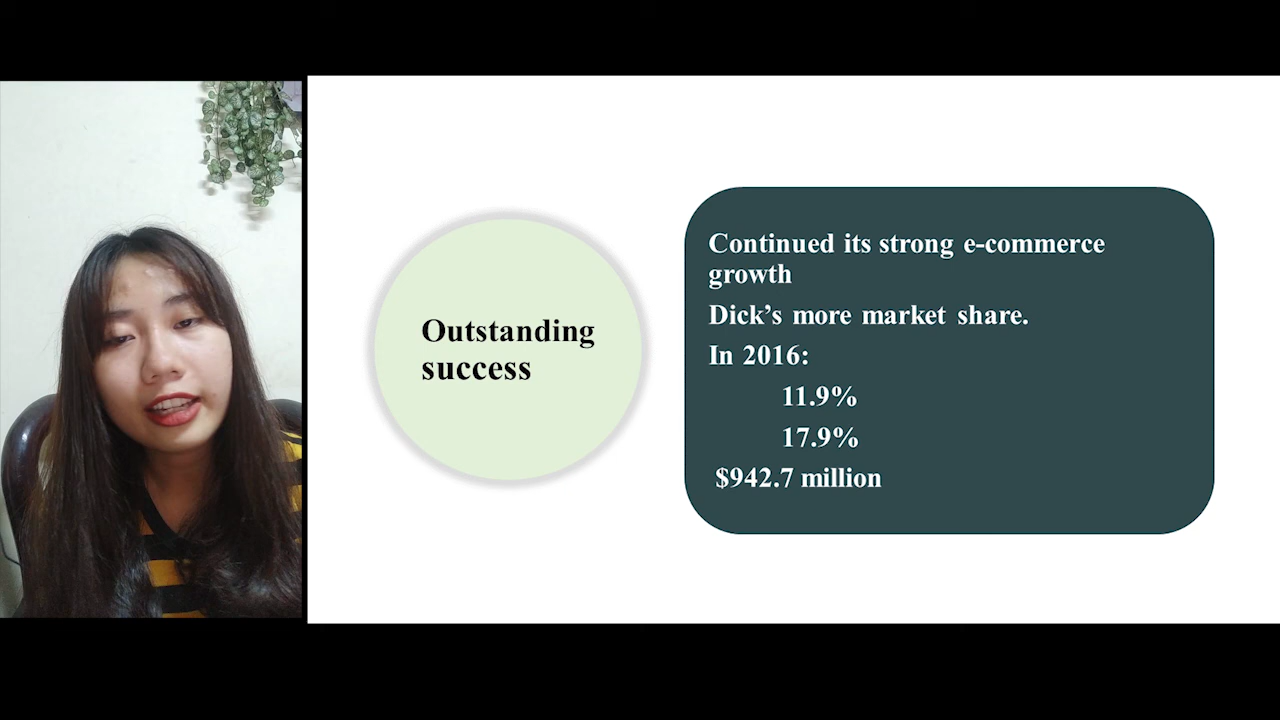 Outstanding
success
Continued its strong e-commerce
growth
Dick’s more market share.
In 2016:
11.9%
17.9%
$942.7 million